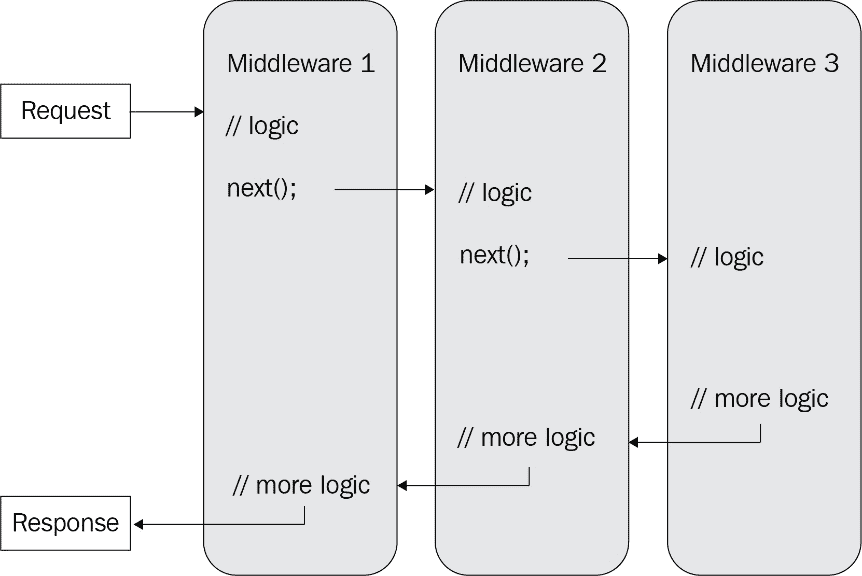 Middleware 1
Middleware 2
Middleware 3
Request
// logic
next();
// logic
next();
// logic
// more logic
// more logic
// more logic
Response